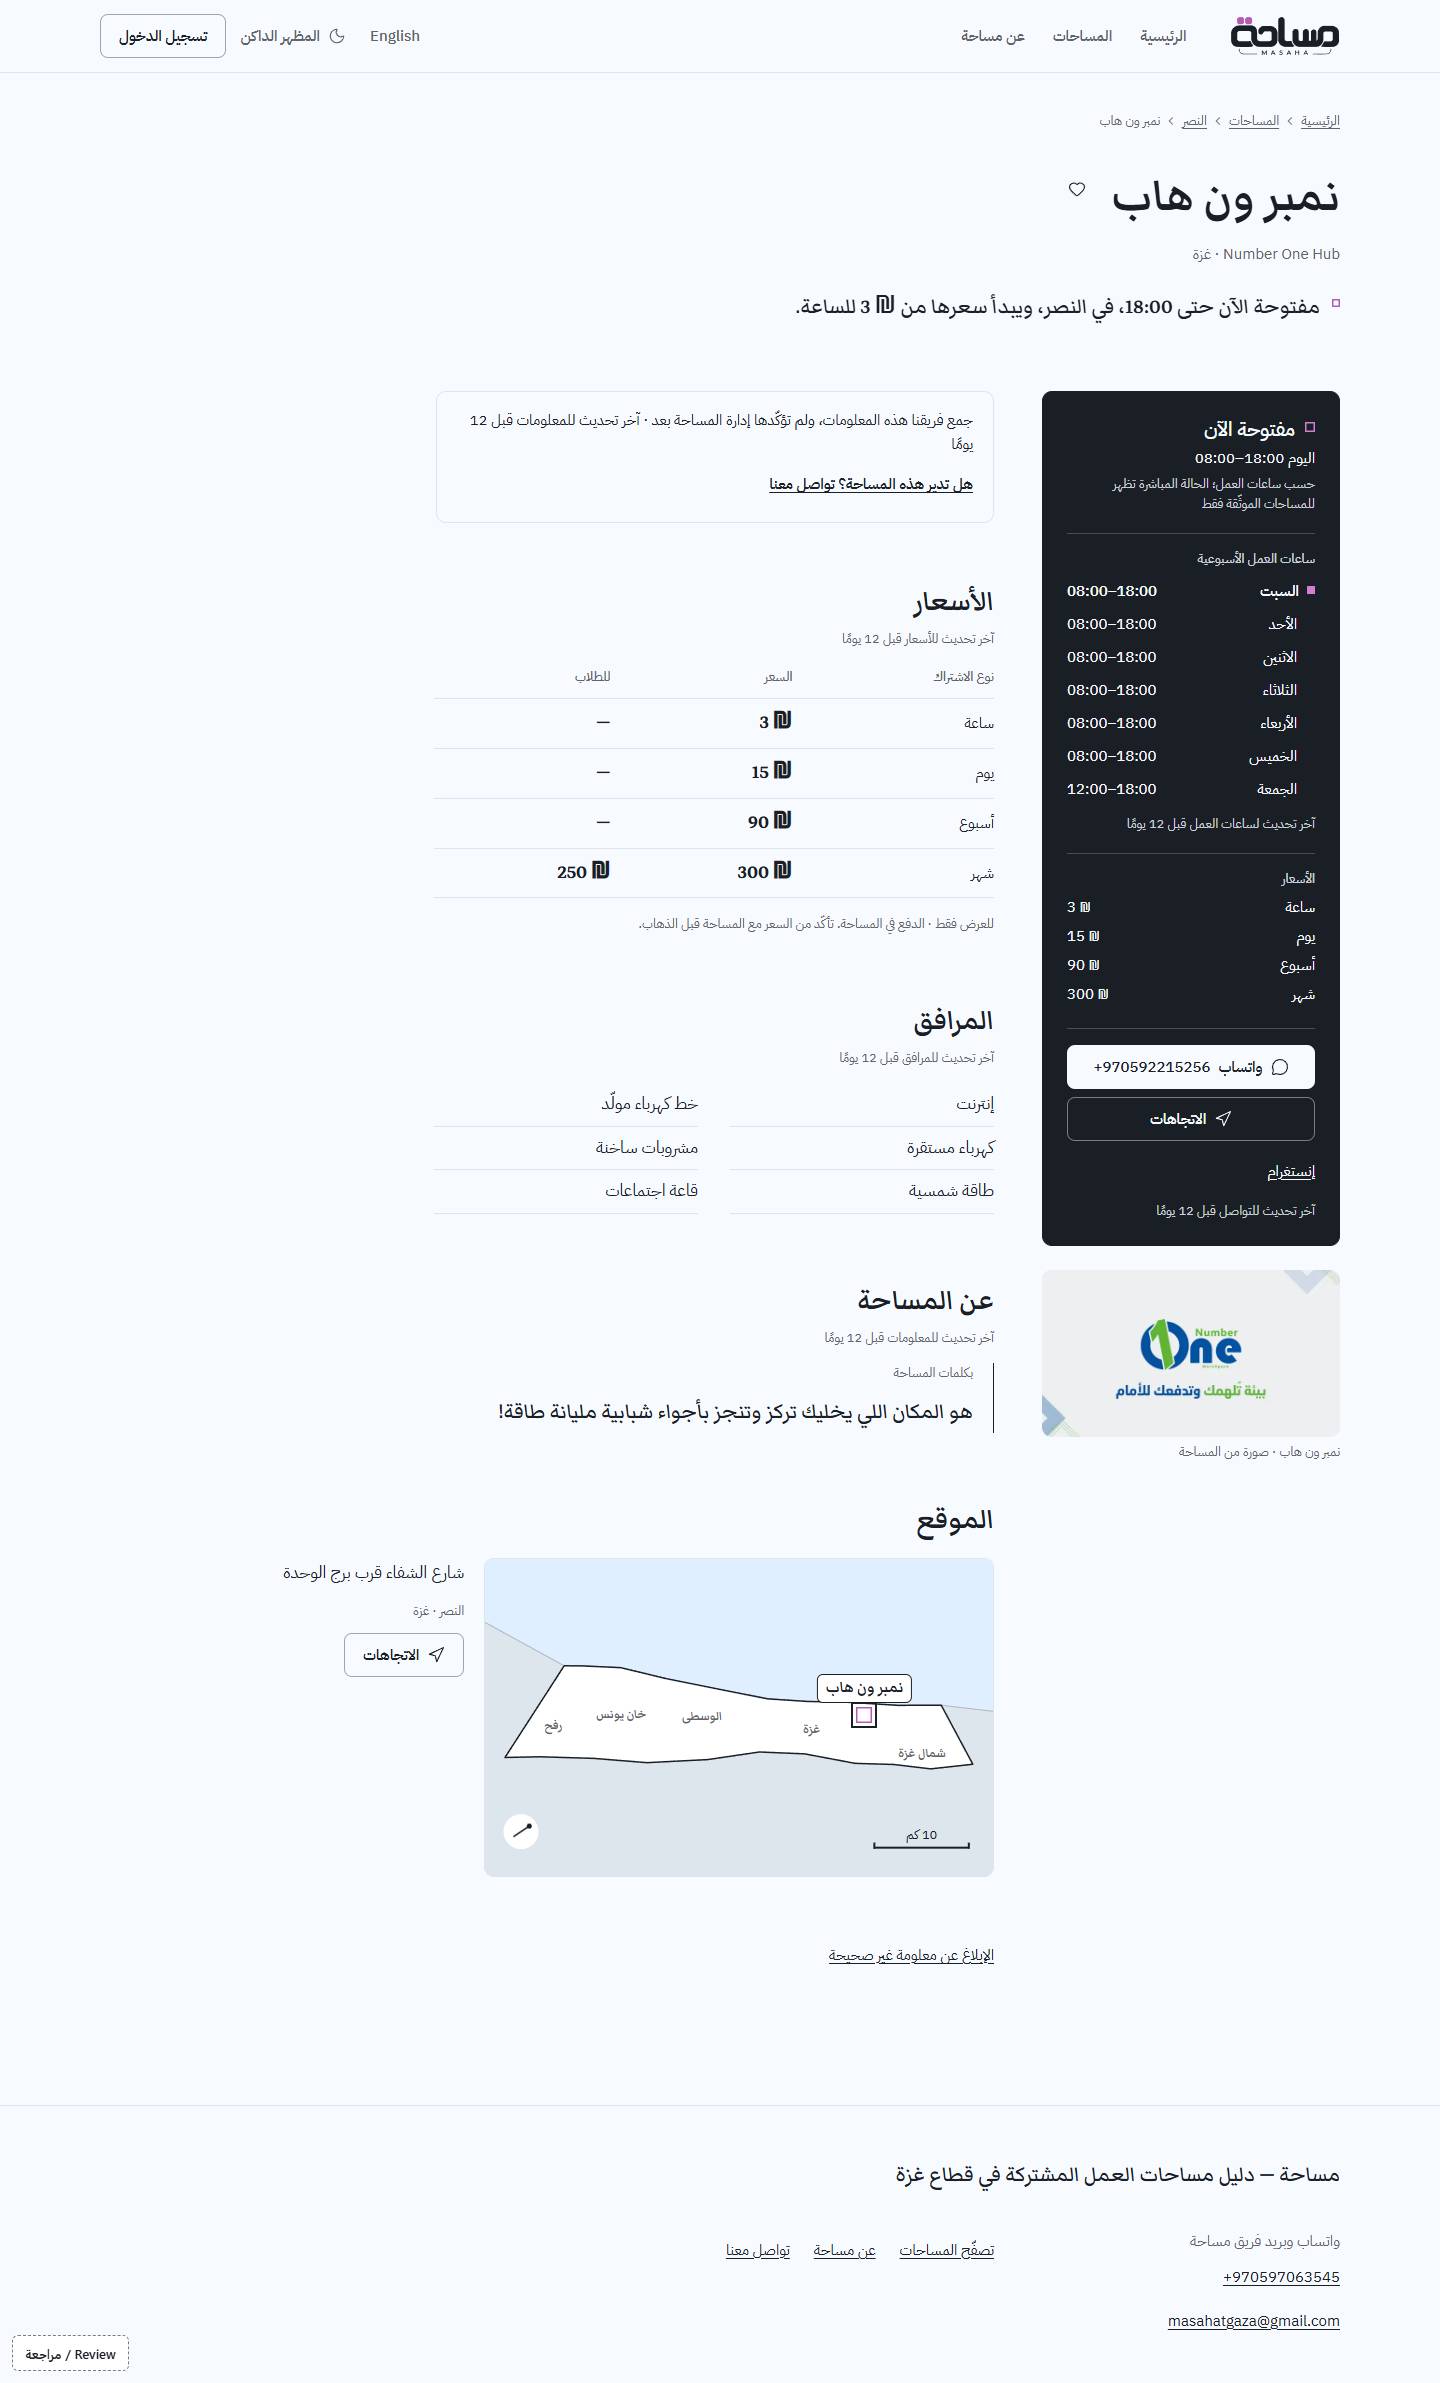 مساحة
MASAHA
الرئيسية
المساحات
عن مساحة
English
المظهر الداكن
تسجيل الدخول
الرئيسية › المساحات › النصر › نمبر ون هاب
نمبر ون هاب
Number One Hub · غزة
مفتوحة الآن حتى 18:00، في النصر، ويبدأ سعرها من ₪ 3 للساعة.
مفتوحة الآن
اليوم 18:00–08:00
حسب ساعات العمل؛ الحالة المباشرة تظهر
للمساحات الموثّقة فقط
ساعات العمل الأسبوعية
السبت 08:00–18:00
الأحد 08:00–18:00
الاثنين 08:00–18:00
الثلاثاء 08:00–18:00
الأربعاء 08:00–18:00
الخميس 08:00–18:00
الجمعة 12:00–18:00
آخر تحديث لساعات العمل قبل 12 يومًا
الأسعار
ساعة 3 ₪
يوم 15 ₪
أسبوع 90 ₪
شهر 300 ₪
واتساب +970592215256
الاتجاهات
إنستغرام
آخر تحديث للتواصل قبل 12 يومًا
Number
One
بيئة تُلهمك وتدفعك للأمام
نمبر ون هاب · صورة من المساحة
جمع فريقنا هذه المعلومات، ولم تؤكّدها إدارة المساحة بعد · آخر تحديث للمعلومات قبل 12
يومًا
هل تدير هذه المساحة؟ تواصل معنا
الأسعار
آخر تحديث للأسعار قبل 12 يومًا
نوع الاشتراك السعر للطلاب
ساعة ₪ 3 —
يوم ₪ 15 —
أسبوع ₪ 90 —
شهر ₪ 300 ₪ 250
للعرض فقط · الدفع في المساحة. تأكّد من السعر مع المساحة قبل الذهاب.
المرافق
آخر تحديث للمرافق قبل 12 يومًا
إنترنت خط كهرباء مولّد
كهرباء مستقرة مشروبات ساخنة
طاقة شمسية قاعة اجتماعات
عن المساحة
آخر تحديث للمعلومات قبل 12 يومًا
بكلمات المساحة
هو المكان اللي يخليك تركز وتنجز بأجواء شبابية مليانة طاقة!
الموقع
نمبر ون هاب
شمال غزة
غزة
الوسطى
خان يونس
رفح
10 كم
شارع الشفاء قرب برج الوحدة
النصر · غزة
الاتجاهات
الإبلاغ عن معلومة غير صحيحة
مساحة — دليل مساحات العمل المشتركة في قطاع غزة
واتساب وبريد فريق مساحة
+970597063545
masahatgaza@gmail.com
تصفّح المساحات
عن مساحة
تواصل معنا
Review / مراجعة